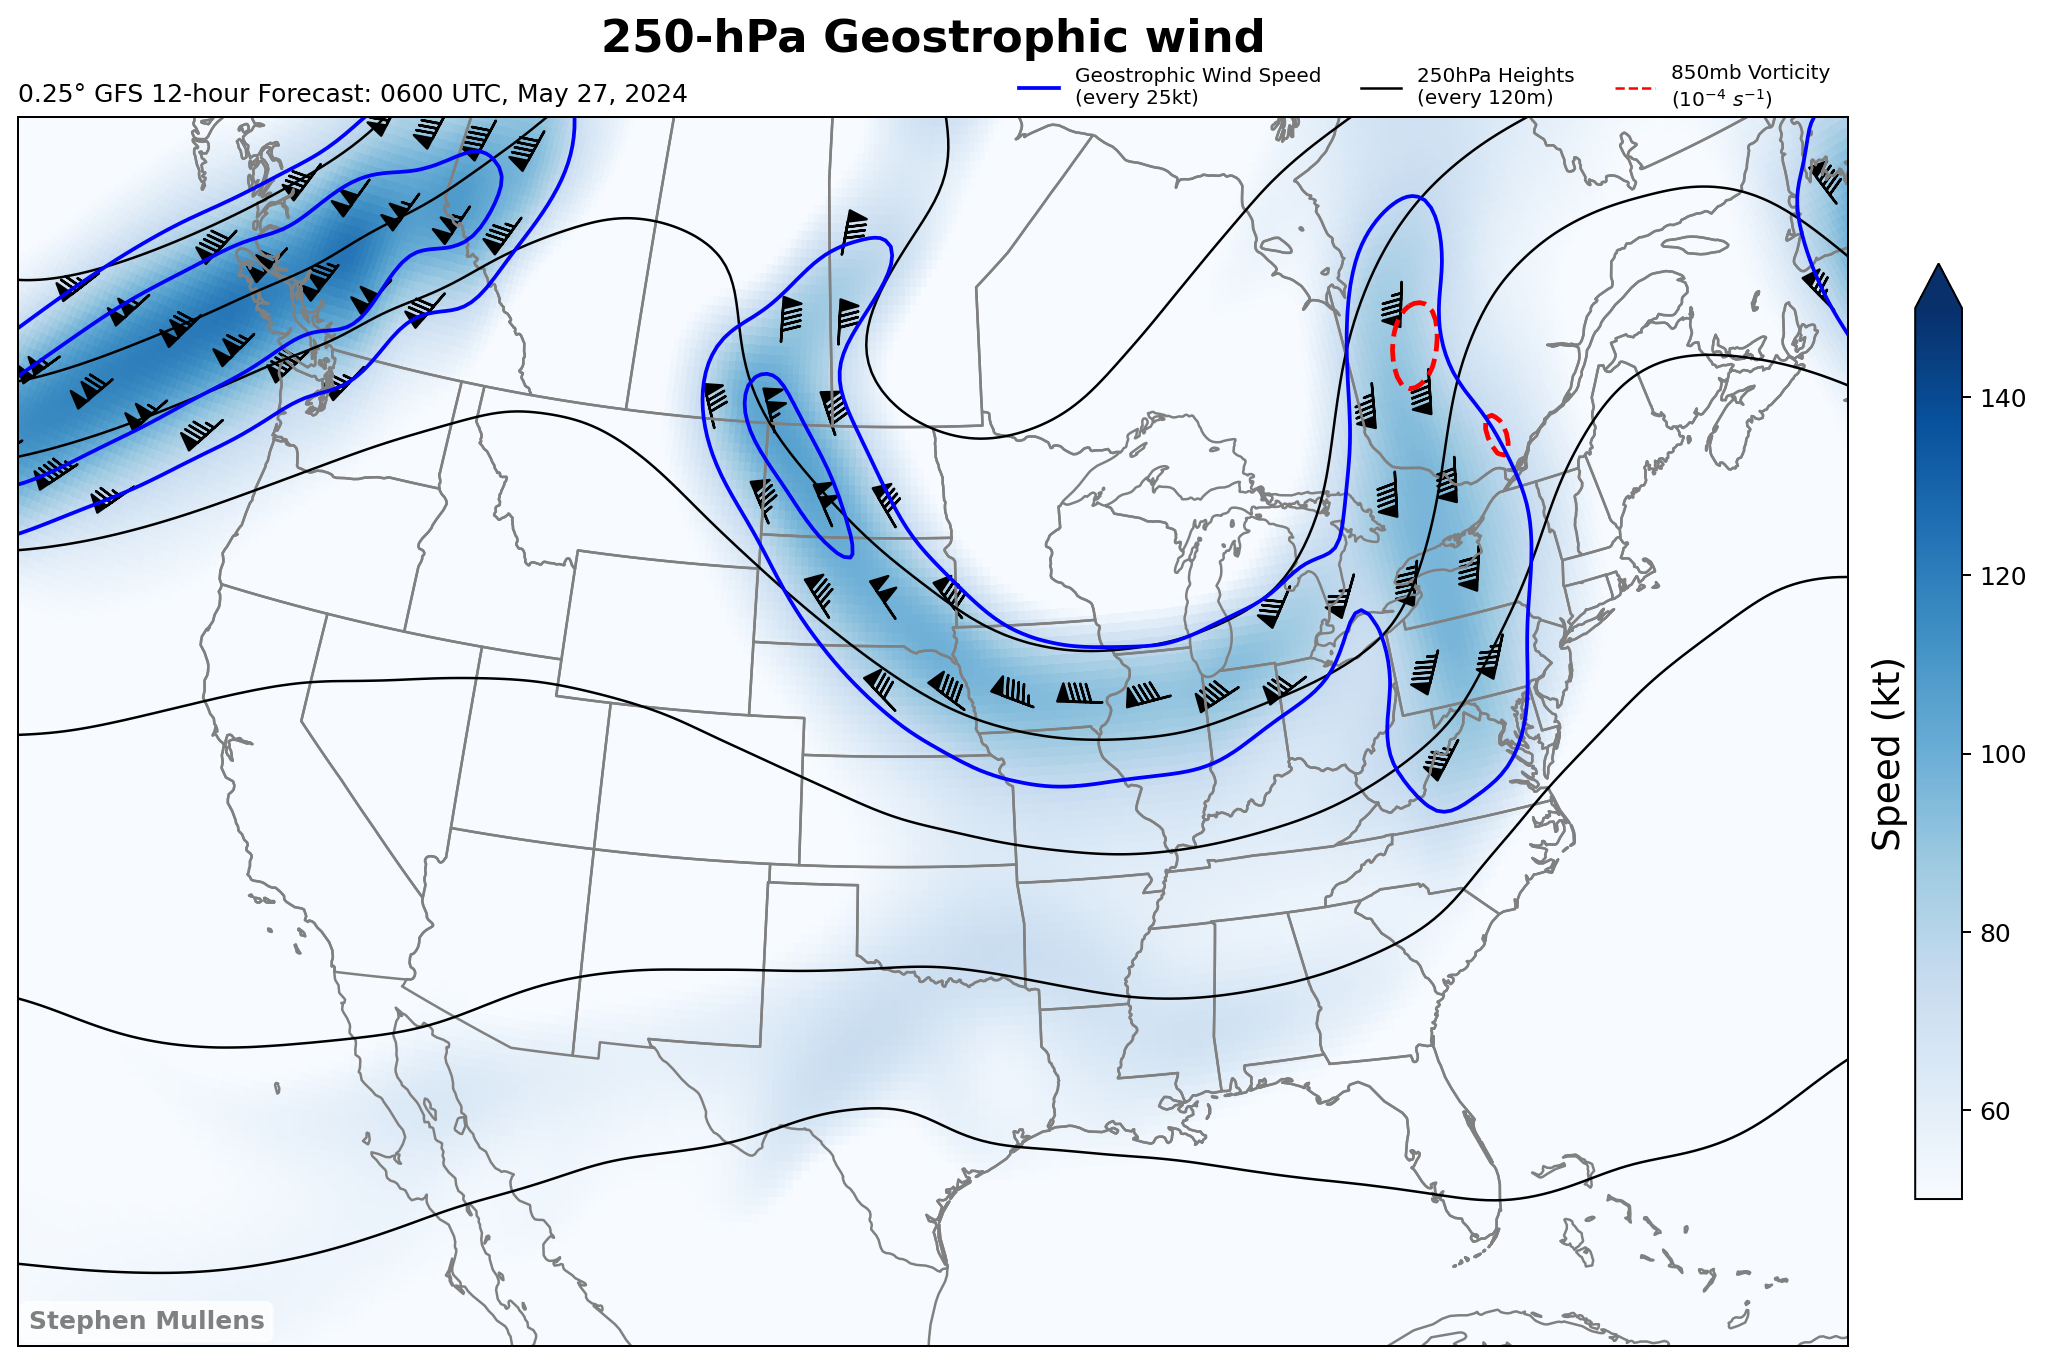 250-hPa Geostrophic wind
0.25° GFS 12-hour Forecast: 0600 UTC, May 27, 2024
Geostrophic Wind Speed
(every 25kt)
250hPa Heights
(every 120m)
850mb Vorticity
(10⁻⁴ s⁻¹)
140
120
100
80
60
Speed (kt)
Stephen Mullens